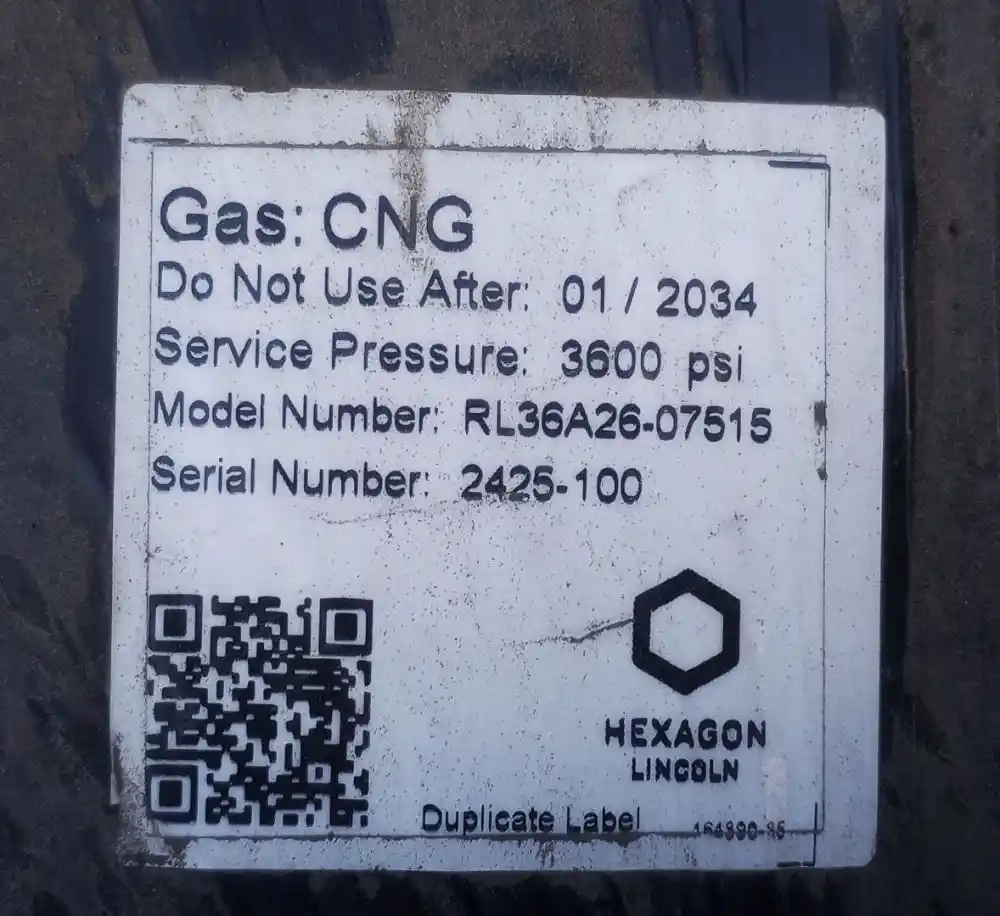 Gas: CNG
Do Not Use After: 01 / 2034
Service Pressure: 3600 psi
Model Number: RL36A26-07515
Serial Number: 2425-100
HEXAGON
LINCOLN
Duplicate Label